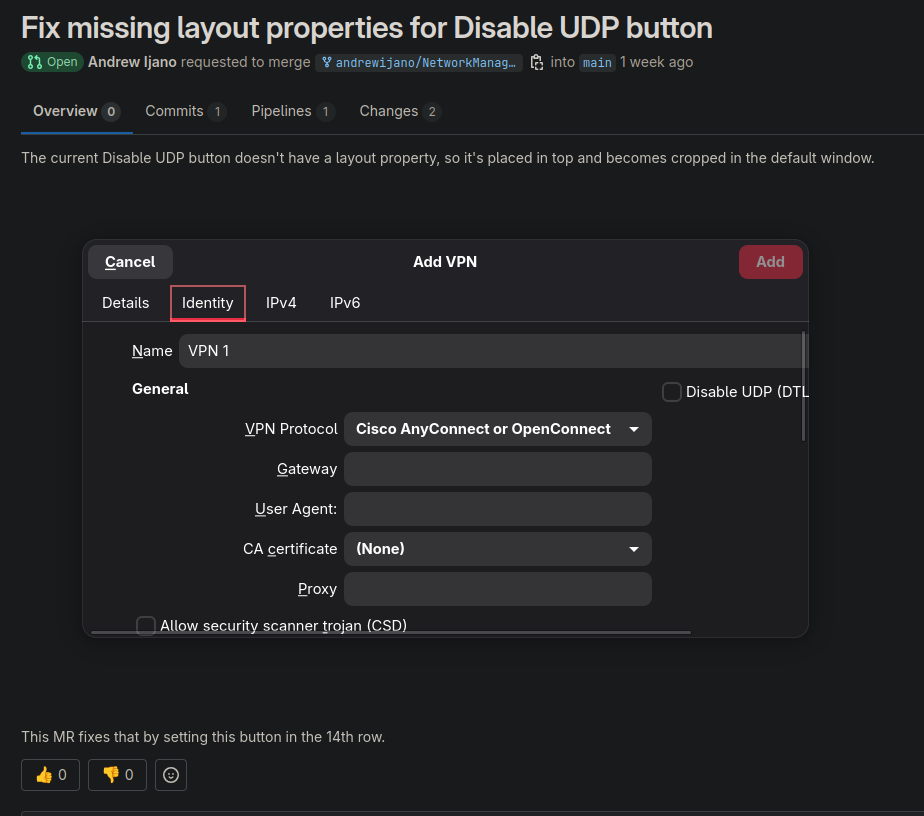 Fix missing layout properties for Disable UDP button
Open Andrew Ijano requested to merge andrewijano/NetworkManag… into main 1 week ago
Overview 0 Commits 1 Pipelines 1 Changes 2
The current Disable UDP button doesn't have a layout property, so it's placed in top and becomes cropped in the default window.
Cancel Add VPN Add
Details Identity IPv4 IPv6
Name VPN 1
General
Disable UDP (DTL
VPN Protocol Cisco AnyConnect or OpenConnect
Gateway
User Agent:
CA certificate (None)
Proxy
Allow security scanner trojan (CSD)
This MR fixes that by setting this button in the 14th row.
👍 0 👎 0